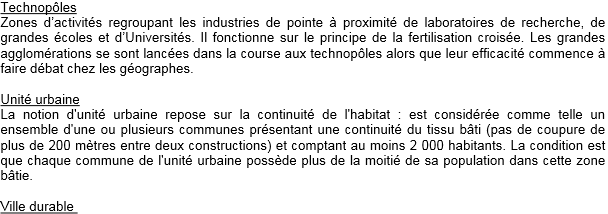 Technopôles
Zones d'activités regroupant les industries de pointe à proximité de laboratoires de recherche, de
grandes écoles et d'Universités. Il fonctionne sur le principe de la fertilisation croisée. Les grandes
agglomérations se sont lancées dans la course aux technopôles alors que leur efficacité commence à
faire débat chez les géographes.
Unité urbaine
La notion d'unité urbaine repose sur la continuité de l'habitat : est considérée comme telle un
ensemble d'une ou plusieurs communes présentant une continuité du tissu bâti (pas de coupure de
plus de 200 mètres entre deux constructions) et comptant au moins 2 000 habitants. La condition est
que chaque commune de l'unité urbaine possède plus de la moitié de sa population dans cette zone
bâtie.
Ville durable